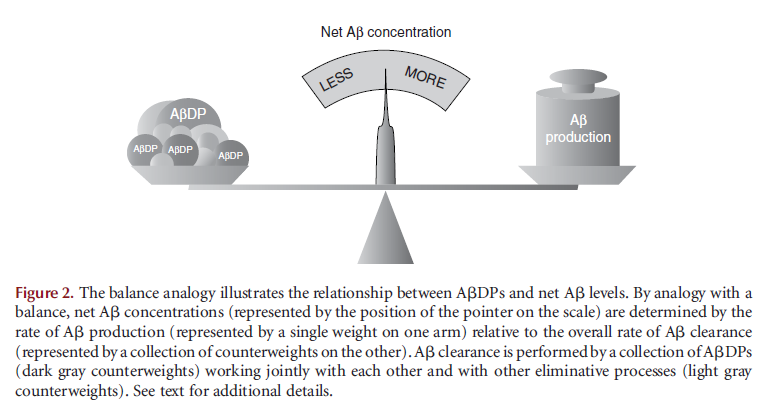 Net Aβ concentration
LESS
MORE
AβDP
AβDP
AβDP
AβDP
Aβ
production
Figure 2. The balance analogy illustrates the relationship between AβDPs and net Aβ levels. By analogy with a
balance, net Aβ concentrations (represented by the position of the pointer on the scale) are determined by the
rate of Aβ production (represented by a single weight on one arm) relative to the overall rate of Aβ clearance
(represented by a collection of counterweights on the other). Aβ clearance is performed by a collection of AβDPs
(dark gray counterweights) working jointly with each other and with other eliminative processes (light gray
counterweights). See text for additional details.